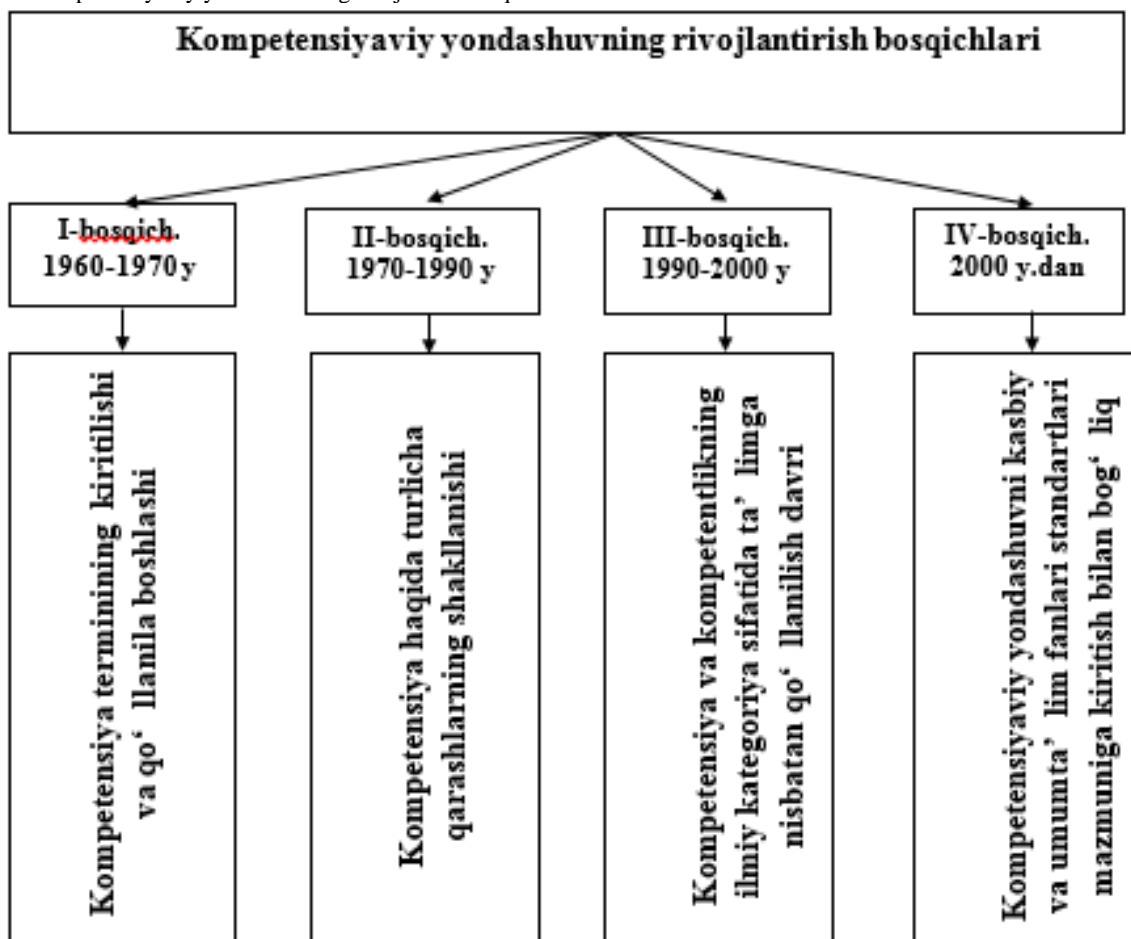 Kompetensiyaviy yondashuvning rivojlantirish bosqichlari
I-bosqich.
1960-1970 y
II-bosqich.
1970-1990 y
III-bosqich.
1990-2000 y
IV-bosqich.
2000 y.dan
Kompetensiya terminining kiritilishi
va qo‘ llanila boshlashi
Kompetensiya haqida turlicha
qarashlarning shakllanishi
Kompetensiya va kompetentlikning
ilmiy kategoriya sifatida ta’ limga
nisbatan qo‘ llanilish davri
Kompetensiyaviy yondashuvni kasbiy
va umumta’ lim fanlari standartlari
mazmuniga kiritish bilan bog‘ liq